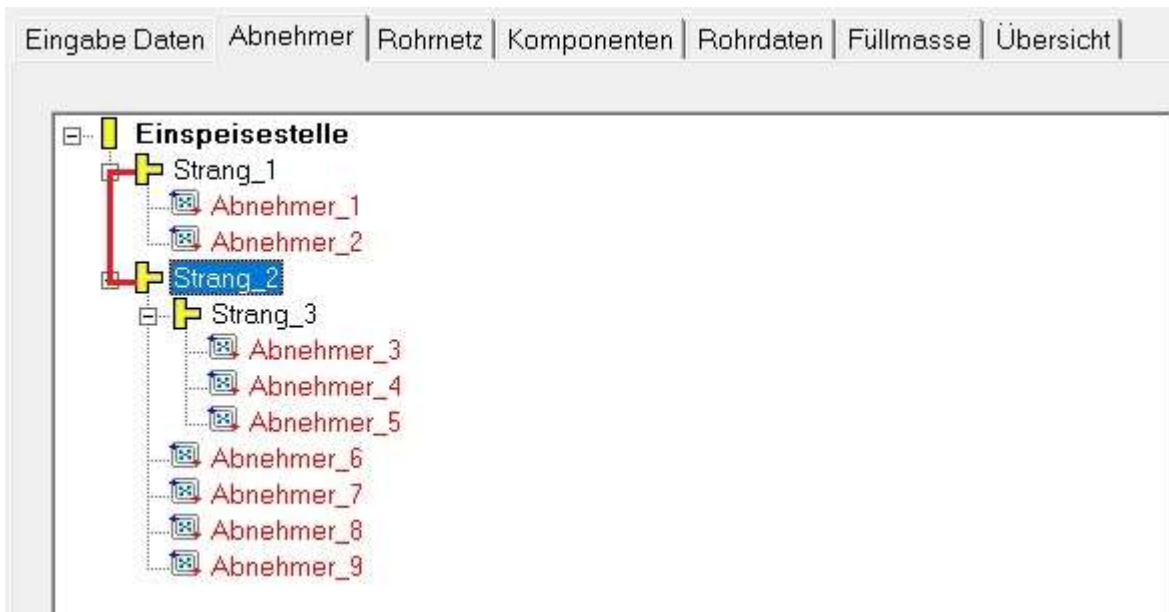 Eingabe Daten Abnehmer Rohrnetz Komponenten Rohrdaten Füllmasse Übersicht
Einspeisestelle
Strang_1
Abnehmer_1
Abnehmer_2
Strang_2
Strang_3
Abnehmer_3
Abnehmer_4
Abnehmer_5
Abnehmer_6
Abnehmer_7
Abnehmer_8
Abnehmer_9